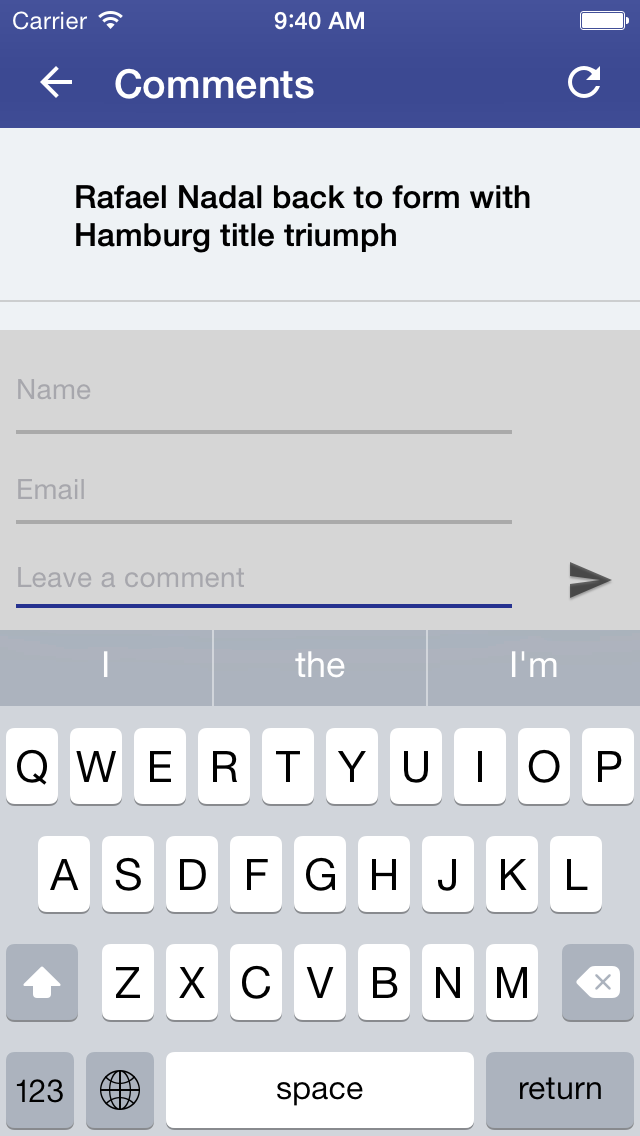 Carrier 9:40 AM
Comments
Rafael Nadal back to form with
Hamburg title triumph
Name
Email
Leave a comment
I the I'm
Q W E R T Y U I O P
A S D F G H J K L
Z X C V B N M
123 space return